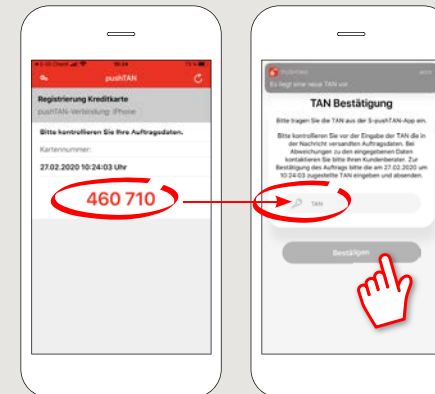 10:24
pushTAN
Registrierung Kreditkarte
pushTAN-Verbindung: iPhone
Bitte kontrollieren Sie Ihre Auftragsdaten.
Kartennummer:
27.02.2020 10:24:03 Uhr
460 710
Es liegt eine neue TAN vor
TAN Bestätigung
Bitte tragen Sie die TAN aus der S-pushTAN-App ein.
Bitte kontrollieren Sie vor der Eingabe der TAN die in
der Nachricht versandten Auftragsdaten. Bei
Abweichungen zu den eingegebenen Daten
kontaktieren Sie bitte Ihren Kundenberater. Zur
Bestätigung des Auftrags bitte die am 27.02.2020 um
10:24:03 zugestellte TAN eingeben und absenden.
TAN
Bestätigen